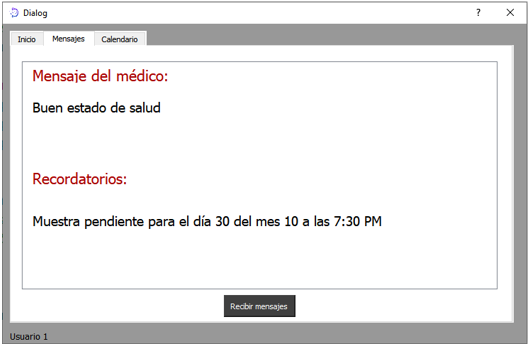 Dialog
Inicio Mensajes Calendario
Mensaje del médico:
Buen estado de salud
Recordatorios:
Muestra pendiente para el día 30 del mes 10 a las 7:30 PM
Recibir mensajes
Usuario 1